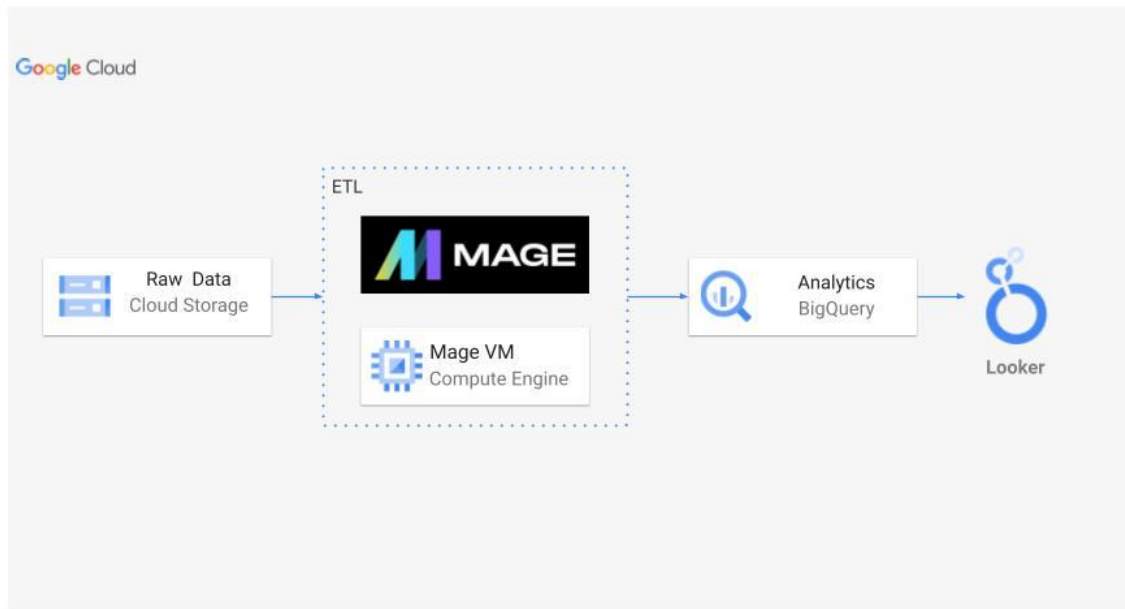 Google Cloud
ETL
MAGE
Raw Data
Cloud Storage
Mage VM
Compute Engine
Analytics
BigQuery
Looker